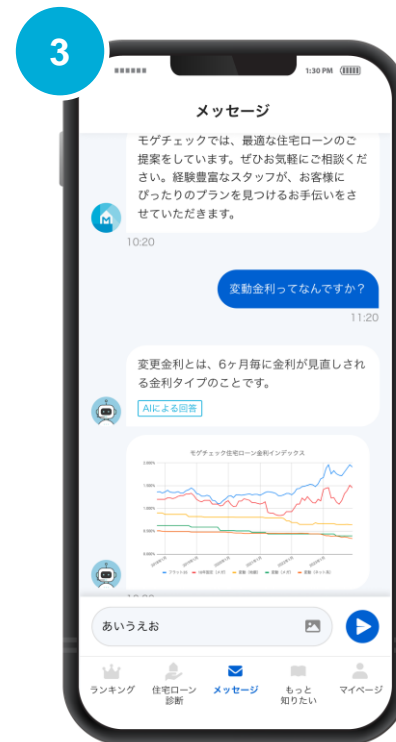 3
1:30 PM
メッセージ
モゲチェックでは、最適な住宅ローンのご
提案をしています。ぜひお気軽にご相談くだ
さい。経験豊富なスタッフが、お客様に
ぴったりのプランを見つけるお手伝いをさ
せていただきます。
10:20
変動金利ってなんですか？
11:20
変更金利とは、6ヶ月毎に金利が見直しされ
る金利タイプのことです。
AIによる回答
モゲチェック住宅ローン金利インデックス
2.000%
1.500%
1.000%
0.500%
0.000%
あいうえお
ランキング
住宅ローン
診断
メッセージ
もっと
知りたい
マイページ